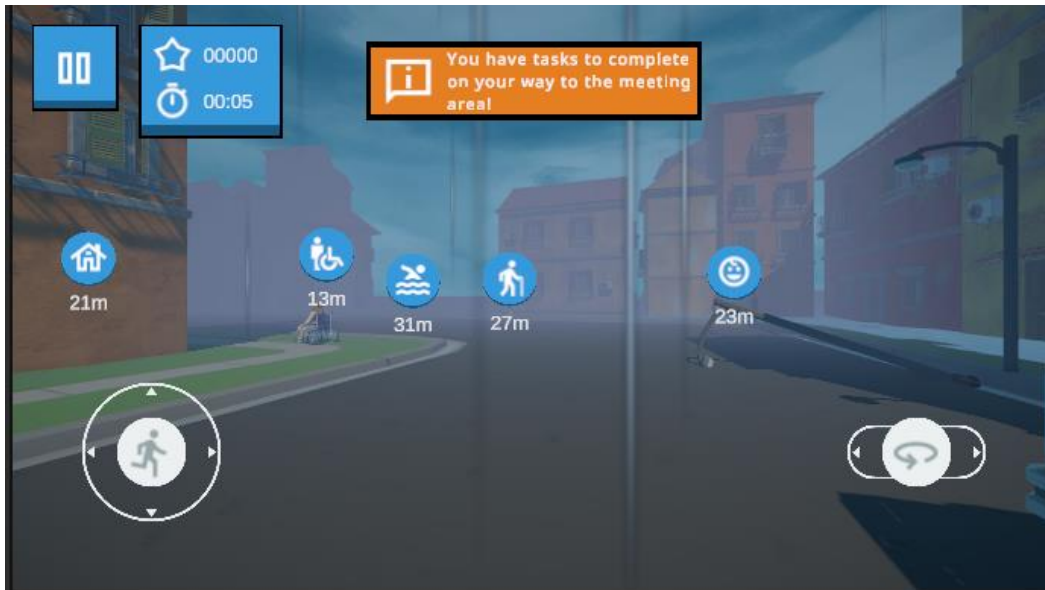 00000
00:05
You have tasks to complete
on your way to the meeting
area!
21m
13m
31m
27m
23m